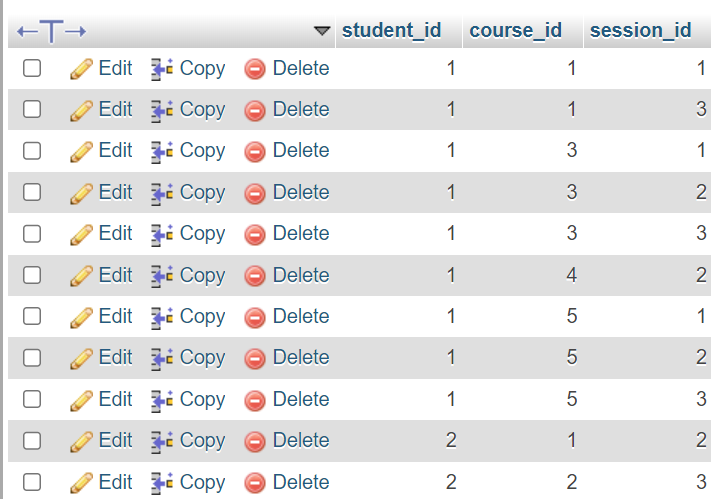 ←T→ student_id course_id session_id
Edit Copy Delete 1 1 1
Edit Copy Delete 1 1 3
Edit Copy Delete 1 3 1
Edit Copy Delete 1 3 2
Edit Copy Delete 1 3 3
Edit Copy Delete 1 4 2
Edit Copy Delete 1 5 1
Edit Copy Delete 1 5 2
Edit Copy Delete 1 5 3
Edit Copy Delete 2 1 2
Edit Copy Delete 2 2 3